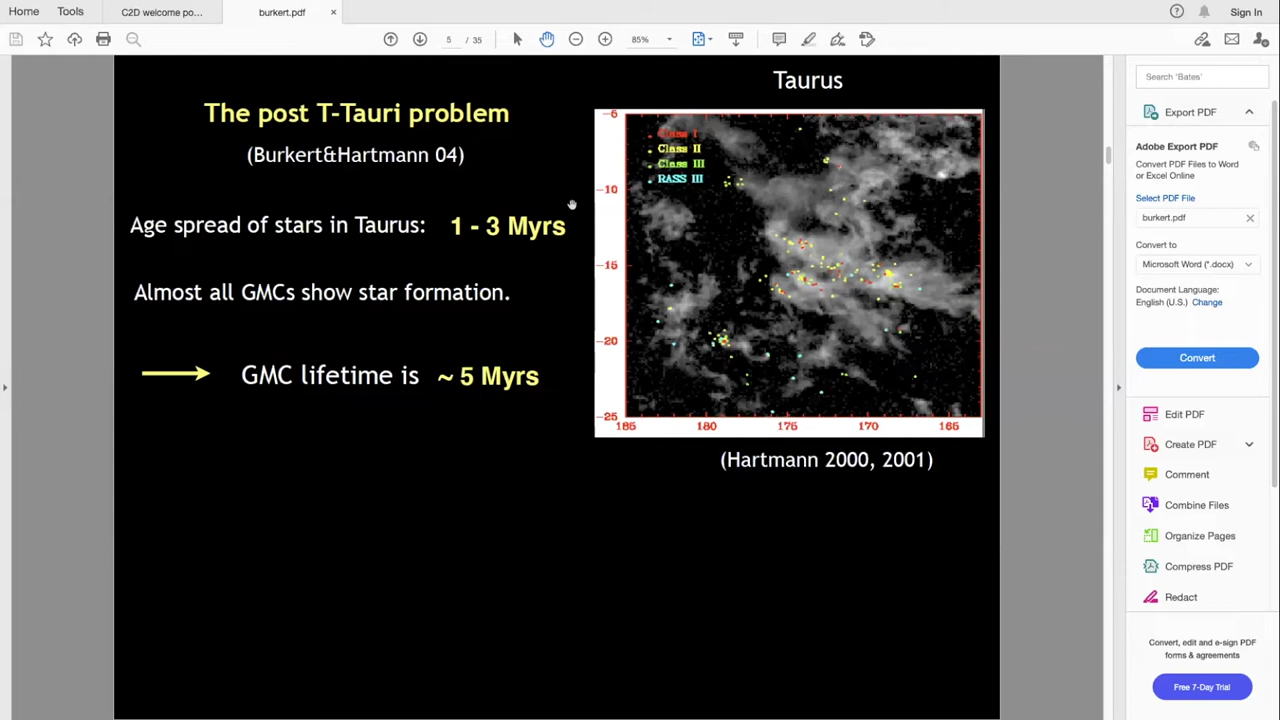 Home Tools C2D welcome po... burkert.pdf × Sign In
5 / 35 85%
Search 'Bates'
The post T-Tauri problem
(Burkert&Hartmann 04)
Age spread of stars in Taurus: 1 - 3 Myrs
Almost all GMCs show star formation.
GMC lifetime is ~ 5 Myrs
Taurus
Class I
Class II
Class III
RASS III
-5
-10
-15
-20
-25
185 180 175 170 165
(Hartmann 2000, 2001)
Export PDF
Adobe Export PDF
Convert PDF Files to Word
or Excel Online
Select PDF File
burkert.pdf
Convert to
Microsoft Word (*.docx)
Document Language:
English (U.S.) Change
Convert
Edit PDF
Create PDF
Comment
Combine Files
Organize Pages
Compress PDF
Redact
Convert, edit and e-sign PDF
forms & agreements
Free 7-Day Trial